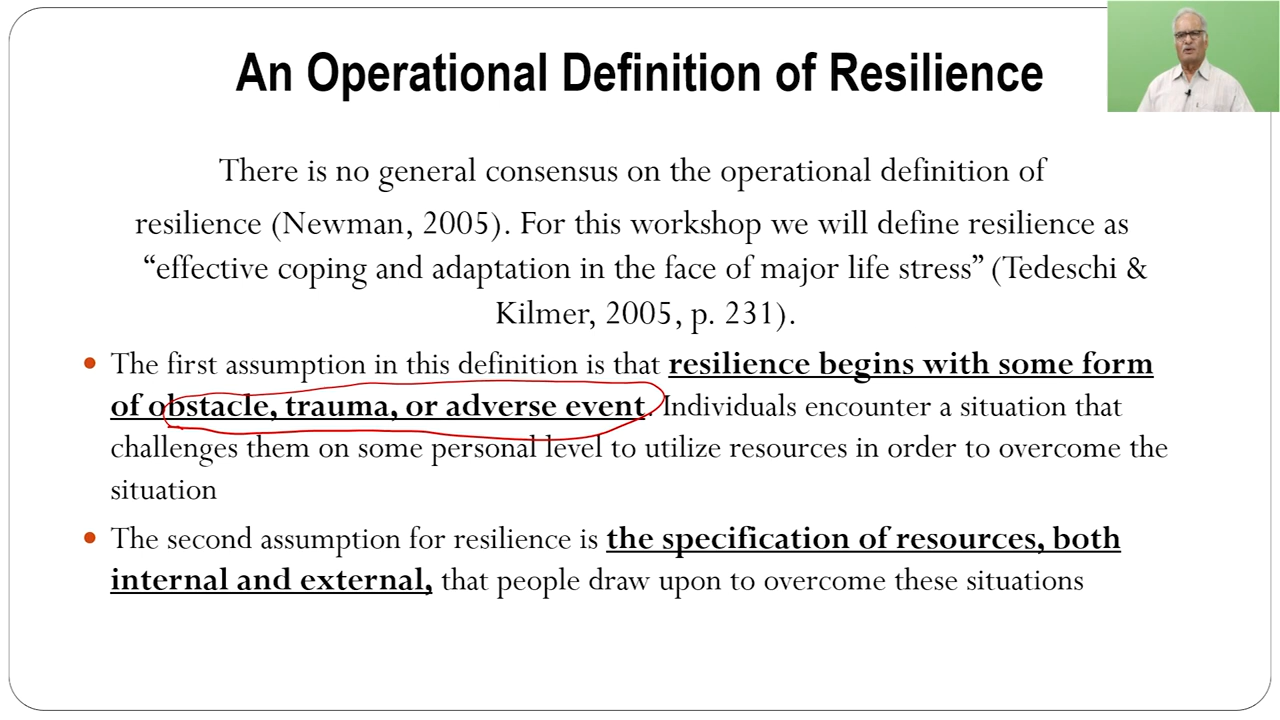 An Operational Definition of Resilience
There is no general consensus on the operational definition of
resilience (Newman, 2005). For this workshop we will define resilience as
“effective coping and adaptation in the face of major life stress” (Tedeschi &
Kilmer, 2005, p. 231).
• The first assumption in this definition is that resilience begins with some form
of obstacle, trauma, or adverse event. Individuals encounter a situation that
challenges them on some personal level to utilize resources in order to overcome the
situation
• The second assumption for resilience is the specification of resources, both
internal and external, that people draw upon to overcome these situations